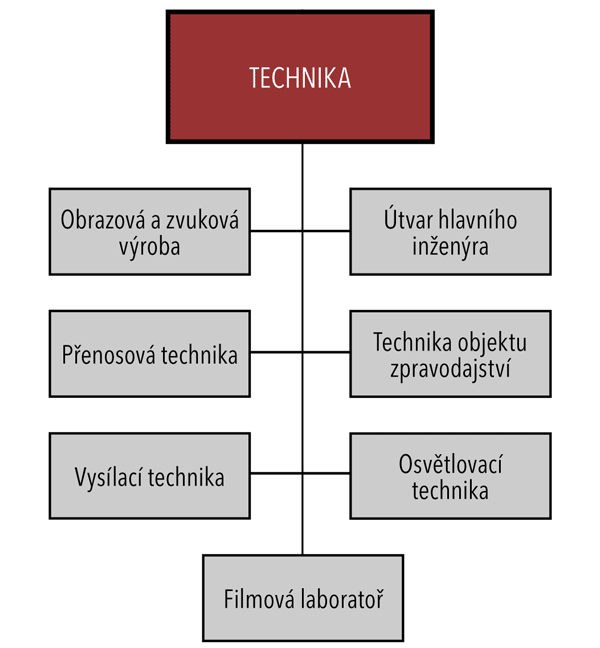 TECHNIKA
Obrazová a zvuková
výroba
Útvar hlavního
inženýra
Přenosová technika
Technika objektu
zpravodajství
Vysílací technika
Osvětlovací
technika
Filmová laboratoř